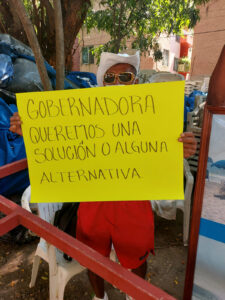 GOBERNADORA
QUEREMOS UNA
SOLUCIÓN O ALGUNA
ALTERNATIVA